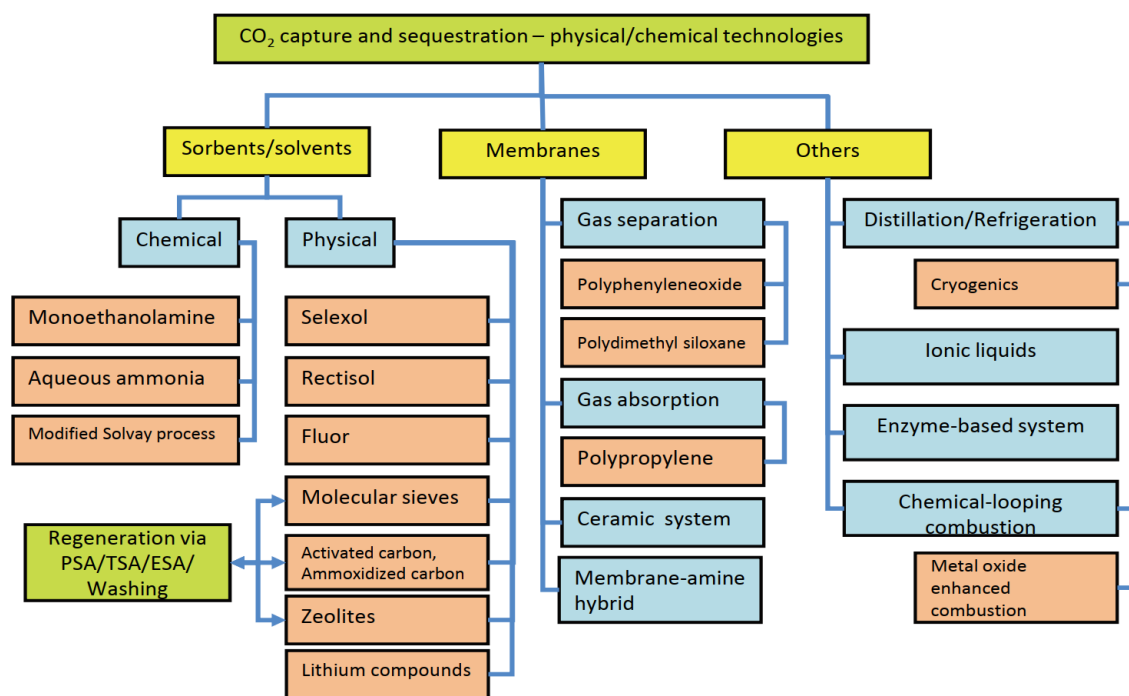 CO₂ capture and sequestration – physical/chemical technologies
Sorbents/solvents
Membranes
Others
Chemical
Physical
Monoethanolamine
Aqueous ammonia
Modified Solvay process
Selexol
Rectisol
Fluor
Molecular sieves
Activated carbon,
Ammoxidized carbon
Zeolites
Lithium compounds
Regeneration via
PSA/TSA/ESA/
Washing
Gas separation
Polyphenyleneoxide
Polydimethyl siloxane
Gas absorption
Polypropylene
Ceramic system
Membrane-amine
hybrid
Distillation/Refrigeration
Cryogenics
Ionic liquids
Enzyme-based system
Chemical-looping
combustion
Metal oxide
enhanced
combustion